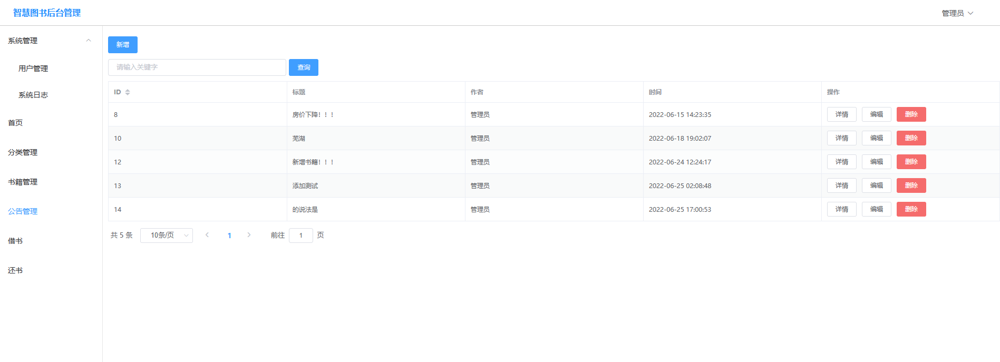 智慧图书后台管理
管理员
系统管理
用户管理
系统日志
首页
分类管理
书籍管理
公告管理
借书
还书
新增
请输入关键字 查询
ID 标题 作者 时间 操作
8 房价下降！！！ 管理员 2022-06-15 14:23:35 详情 编辑 删除
10 芜湖 管理员 2022-06-18 19:02:07 详情 编辑 删除
12 新增书籍！！！ 管理员 2022-06-24 12:24:17 详情 编辑 删除
13 添加测试 管理员 2022-06-25 02:08:48 详情 编辑 删除
14 的说法是 管理员 2022-06-25 17:00:53 详情 编辑 删除
共 5 条 10条/页 1 前往 1 页